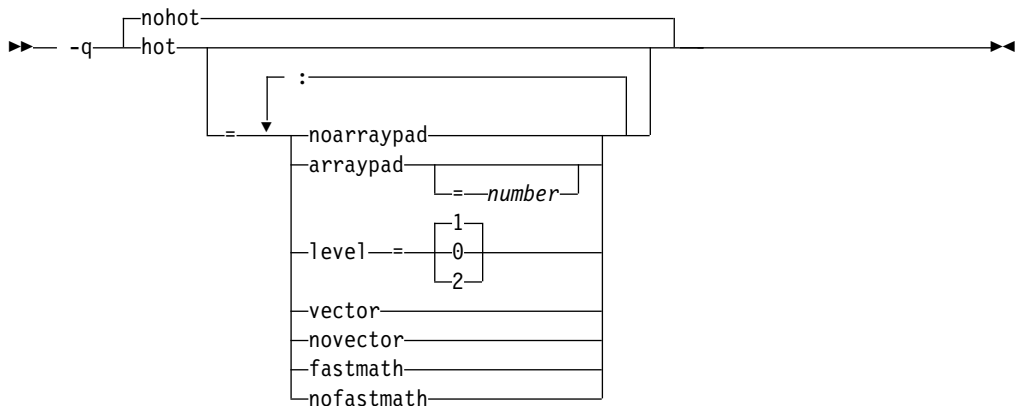 nohot
-q hot
:
= noarraypad
arraypad
= number
1
level = 0
2
vector
novector
fastmath
nofastmath